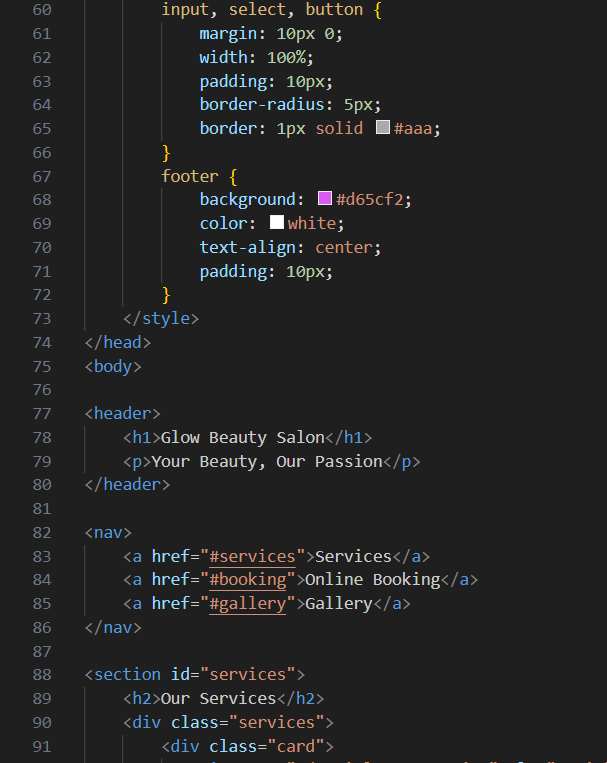 60 input, select, button {
61 margin: 10px 0;
62 width: 100%;
63 padding: 10px;
64 border-radius: 5px;
65 border: 1px solid #aaa;
66 }
67 footer {
68 background: #d65cf2;
69 color: white;
70 text-align: center;
71 padding: 10px;
72 }
73 </style>
74 </head>
75 <body>
76
77 <header>
78 <h1>Glow Beauty Salon</h1>
79 <p>Your Beauty, Our Passion</p>
80 </header>
81
82 <nav>
83 <a href="#services">Services</a>
84 <a href="#booking">Online Booking</a>
85 <a href="#gallery">Gallery</a>
86 </nav>
87
88 <section id="services">
89 <h2>Our Services</h2>
90 <div class="services">
91 <div class="card">